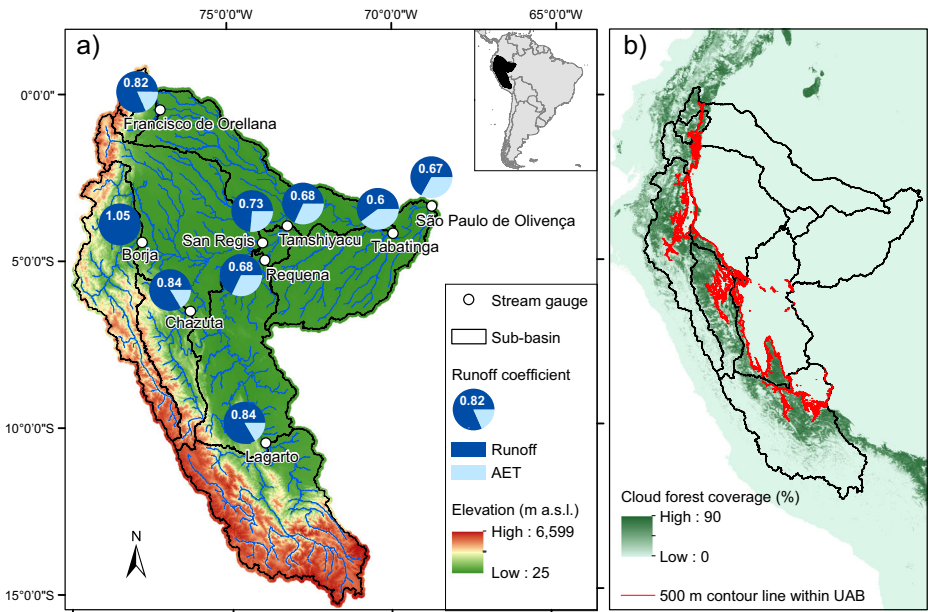 75°0'0"W
70°0'0"W
65°0'0"W
a)
b)
0°0'0"
5°0'0"S
10°0'0"S
15°0'0"S
0.82
Francisco de Orellana
0.67
São Paulo de Olivença
0.73
San Regis
0.68
Tamshiyacu
0.6
Tabatinga
1.05
Borja
0.68
Requena
0.84
Chazuta
0.84
Lagarto
N
Stream gauge
Sub-basin
Runoff coefficient
0.82
Runoff
AET
Elevation (m a.s.l.)
High : 6,599
Low : 25
Cloud forest coverage (%)
High : 90
Low : 0
500 m contour line within UAB